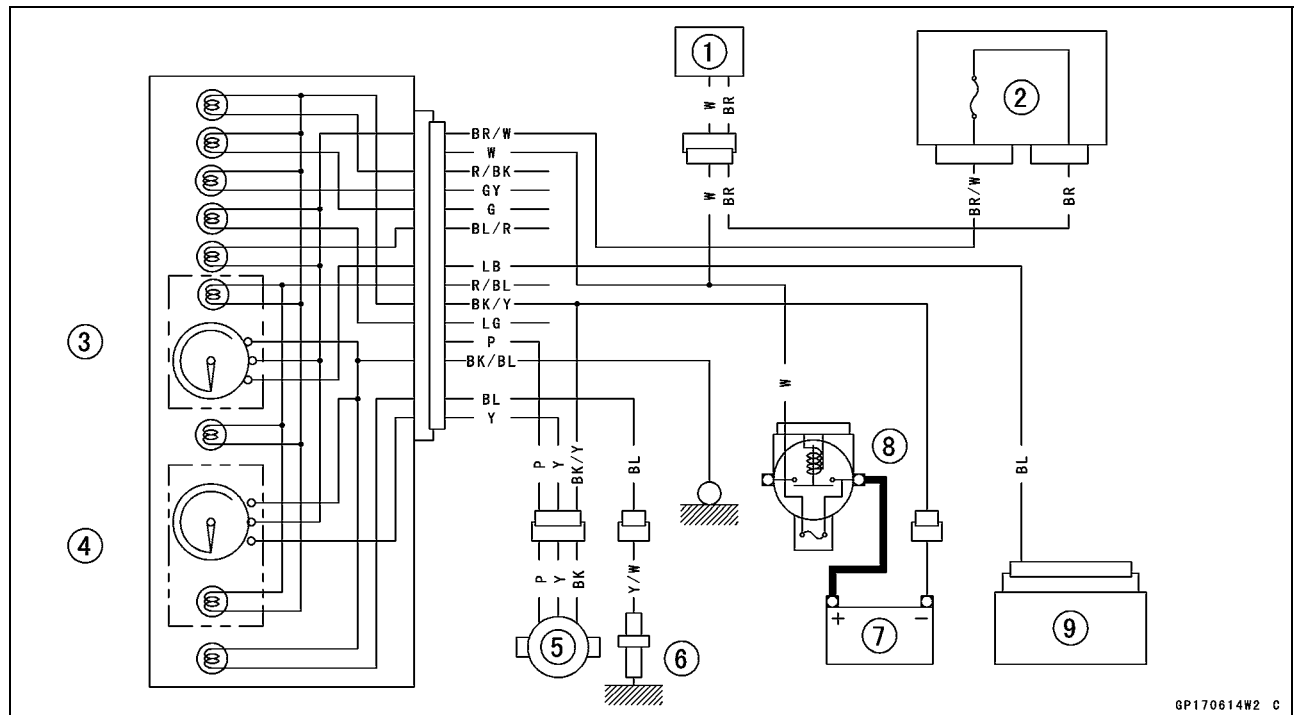 1
2
W
BR
W
BR
BR/W
BR
BR/W
W
R/BK
GY
G
BL/R
LB
R/BL
BK/Y
LG
P
BK/BL
BL
Y
3
4
P
Y
BK/Y
BL
W
BL
8
P
Y
BK
Y/W
5
6
+
−
7
9
GP170614W2 C